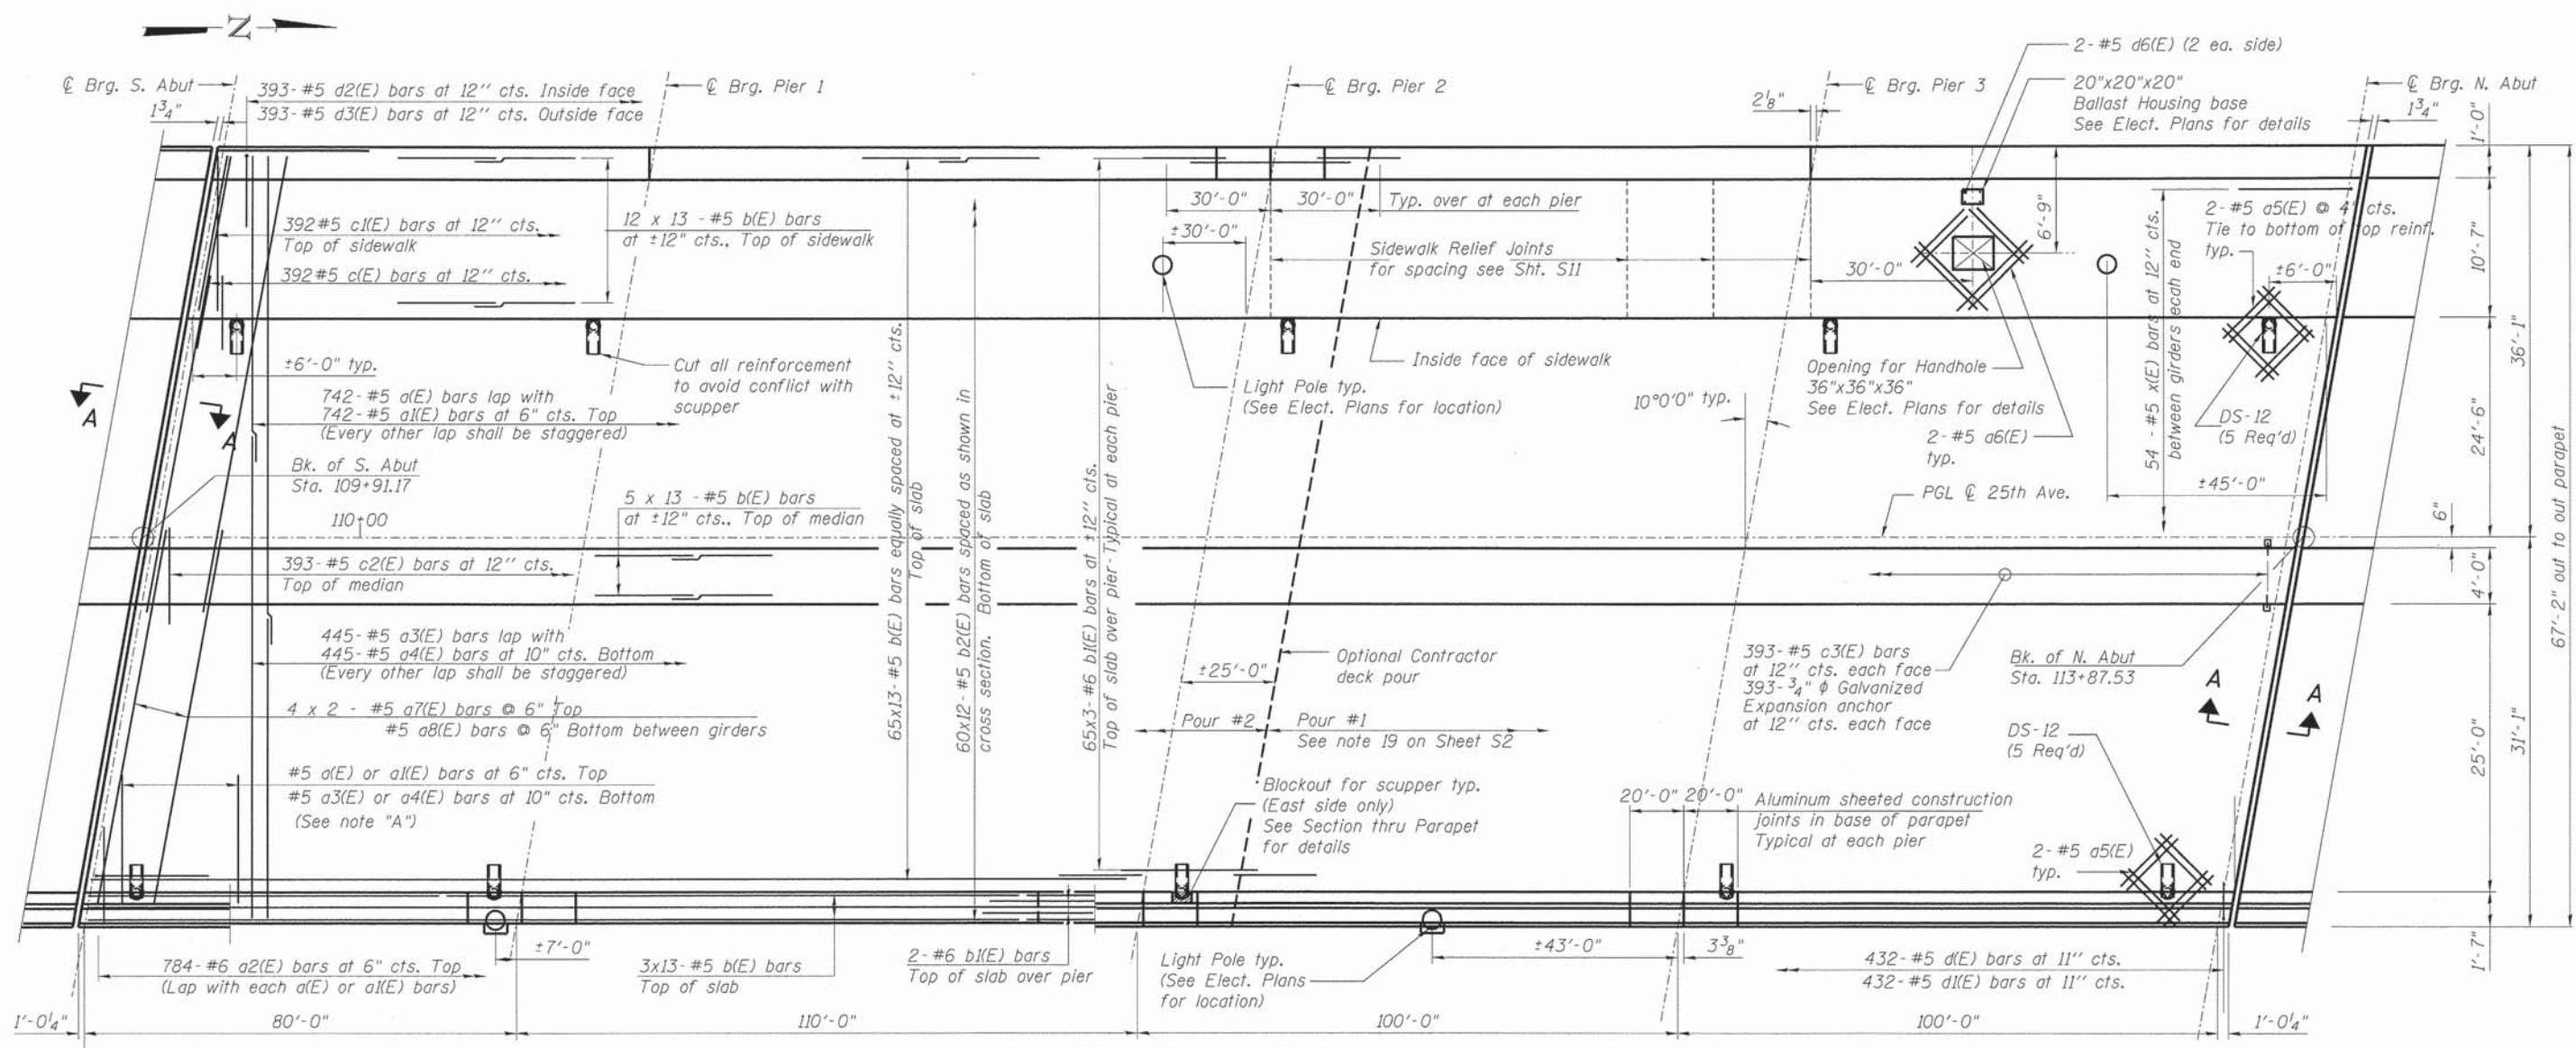 N
℄ Brg. S. Abut
1¾"
393-#5 d2(E) bars at 12" cts. Inside face
393-#5 d3(E) bars at 12" cts. Outside face
℄ Brg. Pier 1
℄ Brg. Pier 2
2⅛"
℄ Brg. Pier 3
2-#5 d6(E) (2 ea. side)
20"x20"x20"
Ballast Housing base
See Elect. Plans for details
℄ Brg. N. Abut
1¾"
1'-0"
392#5 c1(E) bars at 12" cts.
Top of sidewalk
392#5 c(E) bars at 12" cts.
12 x 13 -#5 b(E) bars
at ±12" cts., Top of sidewalk
30'-0"
30'-0"
Typ. over at each pier
±30'-0"
Sidewalk Relief Joints
for spacing see Sht. S11
30'-0"
6'-9"
2-#5 a5(E) @ 4" cts.
Tie to bottom of top reinf.
typ.
±6'-0"
10'-7"
±6'-0" typ.
Cut all reinforcement
to avoid conflict with
scupper
Inside face of sidewalk
Light Pole typ.
(See Elect. Plans for location)
Opening for Handhole
36"x36"x36"
See Elect. Plans for details
2-#5 a6(E)
typ.
10°0'0" typ.
54 -#5 x(E) bars at 12" cts.
between girders ecah end
DS-12
(5 Req'd)
36'-1"
24'-6"
A
A
742-#5 a(E) bars lap with
742-#5 a1(E) bars at 6" cts. Top
(Every other lap shall be staggered)
Bk. of S. Abut
Sta. 109+91.17
110+00
5 x 13 -#5 b(E) bars
at ±12" cts., Top of median
PGL ℄ 25th Ave.
±45'-0"
6"
393-#5 c2(E) bars at 12" cts.
Top of median
4'-0"
67'-2" out to out parapet
65x13-#5 b(E) bars equally spaced at ±12" cts.
Top of slab
60x12-#5 b2(E) bars spaced as shown in
cross section. Bottom of slab
65x3-#6 b1(E) bars at ±12" cts.
Top of slab over pier-Typical at each pier
445-#5 a3(E) bars lap with
445-#5 a4(E) bars at 10" cts. Bottom
(Every other lap shall be staggered)
4 x 2 - #5 a7(E) bars @ 6" Top
#5 a8(E) bars @ 6" Bottom between girders
#5 a(E) or a1(E) bars at 6" cts. Top
#5 a3(E) or a4(E) bars at 10" cts. Bottom
(See note "A")
±25'-0"
Optional Contractor
deck pour
Pour #2
Pour #1
See note 19 on Sheet S2
393-#5 c3(E) bars
at 12" cts. each face
393-¾" ϕ Galvanized
Expansion anchor
at 12" cts. each face
Bk. of N. Abut
Sta. 113+87.53
A
A
DS-12
(5 Req'd)
25'-0"
31'-1"
Blockout for scupper typ.
(East side only)
See Section thru Parapet
for details
20'-0"
20'-0"
Aluminum sheeted construction
joints in base of parapet
Typical at each pier
2-#5 a5(E)
typ.
±7'-0"
784-#6 a2(E) bars at 6" cts. Top
(Lap with each a(E) or a1(E) bars)
3x13-#5 b(E) bars
Top of slab
2-#6 b1(E) bars
Top of slab over pier
Light Pole typ.
(See Elect. Plans
for location)
±43'-0"
3⅜"
432-#5 d(E) bars at 11" cts.
432-#5 d1(E) bars at 11" cts.
1'-7"
1'-0¼"
80'-0"
110'-0"
100'-0"
100'-0"
1'-0¼"